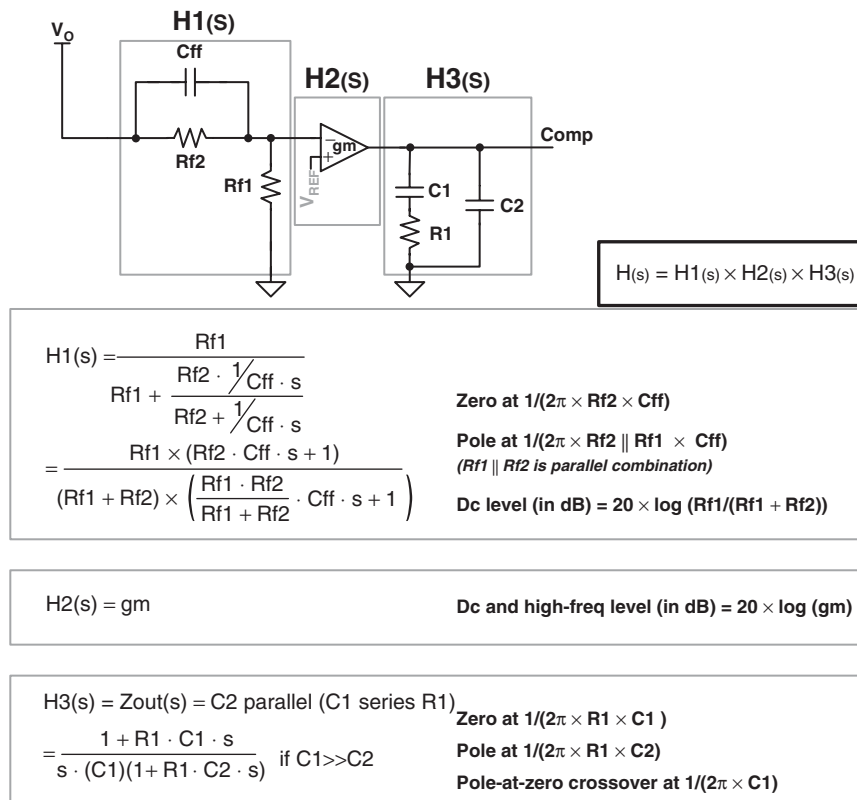 H1(S)
V_O
Cff
H2(S)
H3(S)
Rf2
Rf1
−
+
gm
V_REF
C1
R1
C2
Comp
H(s) = H1(s) × H2(s) × H3(s)
H1(s) = Rf1 / (Rf1 + (Rf2 · 1/Cff · s) / (Rf2 + 1/Cff · s))
= Rf1 × (Rf2 · Cff · s + 1) / ((Rf1 + Rf2) × (Rf1 · Rf2 / (Rf1 + Rf2) · Cff · s + 1))
Zero at 1/(2π × Rf2 × Cff)
Pole at 1/(2π × Rf2 || Rf1 × Cff)
(Rf1 || Rf2 is parallel combination)
Dc level (in dB) = 20 × log (Rf1/(Rf1 + Rf2))
H2(s) = gm
Dc and high-freq level (in dB) = 20 × log (gm)
H3(s) = Zout(s) = C2 parallel (C1 series R1)
= (1 + R1 · C1 · s) / (s · (C1)(1 + R1 · C2 · s)) if C1>>C2
Zero at 1/(2π × R1 × C1 )
Pole at 1/(2π × R1 × C2)
Pole-at-zero crossover at 1/(2π × C1)